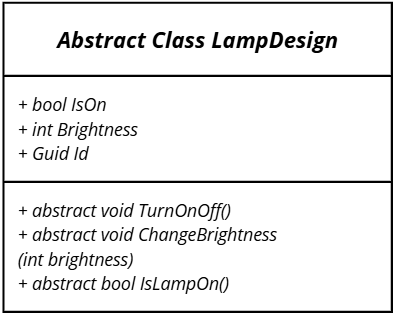 Abstract Class LampDesign
+ bool IsOn
+ int Brightness
+ Guid Id
+ abstract void TurnOnOff()
+ abstract void ChangeBrightness
(int brightness)
+ abstract bool IsLampOn()